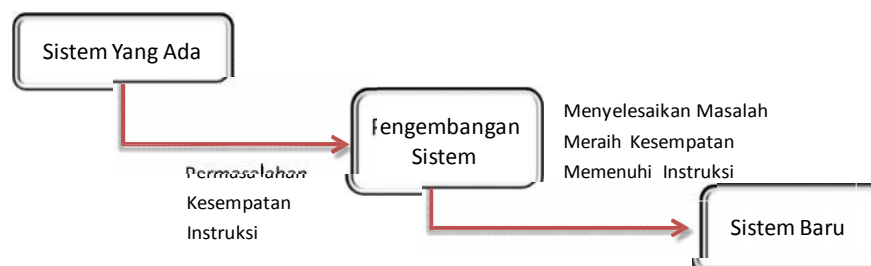 Sistem Yang Ada
Pengembangan
Sistem
Menyelesaikan Masalah
Meraih Kesempatan
Memenuhi Instruksi
Permasalahan
Kesempatan
Instruksi
Sistem Baru